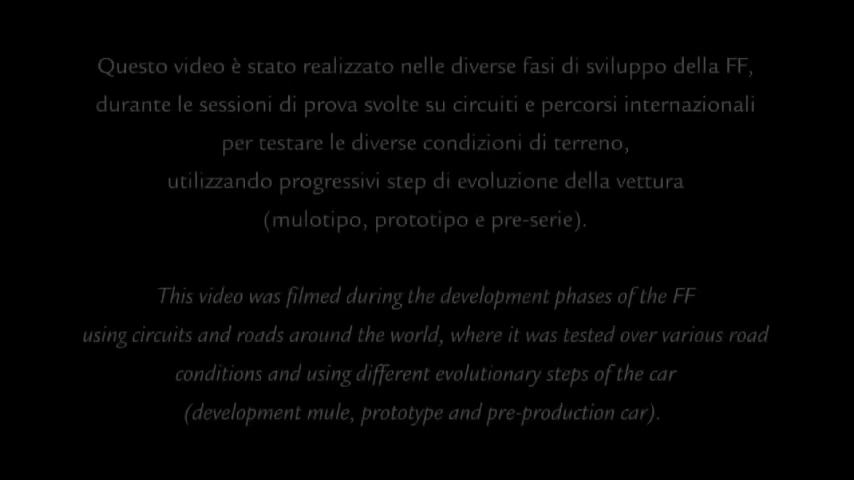 Questo video è stato realizzato nelle diverse fasi di sviluppo della FF,
durante le sessioni di prova svolte su circuiti e percorsi internazionali
per testare le diverse condizioni di terreno,
utilizzando progressivi step di evoluzione della vettura
(mulotipo, prototipo e pre-serie).
This video was filmed during the development phases of the FF
using circuits and roads around the world, where it was tested over various road
conditions and using different evolutionary steps of the car
(development mule, prototype and pre-production car).